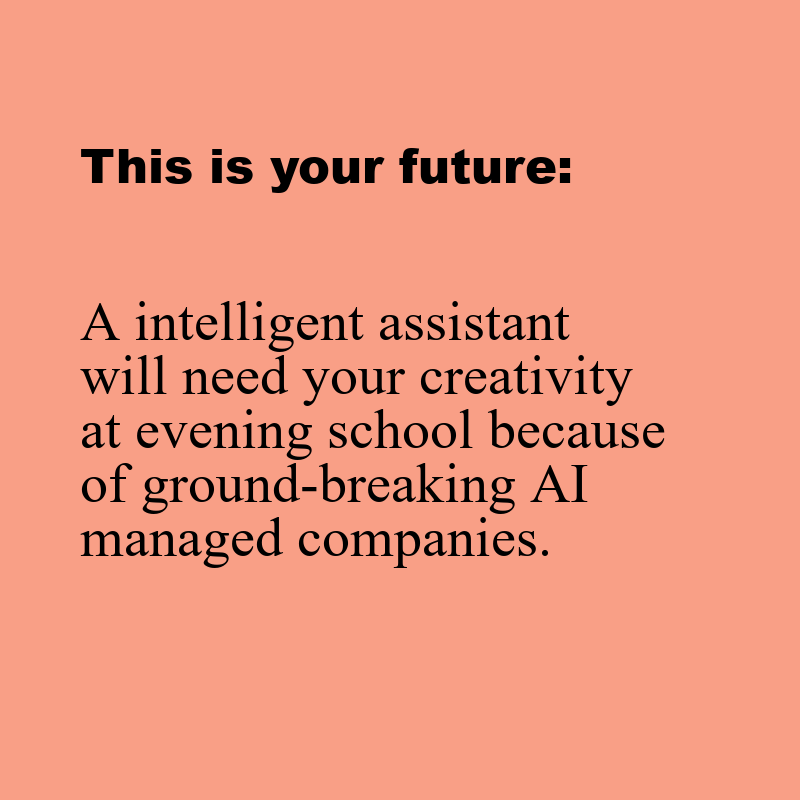 This is your future:
A intelligent assistant
will need your creativity
at evening school because
of ground-breaking AI
managed companies.